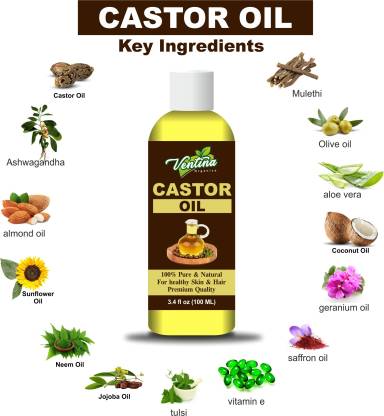 CASTOR OIL
Key Ingredients
Castor Oil
Mulethi
Ashwagandha
Olive oil
aloe vera
almond oil
Coconut Oil
Sunflower
Oil
geranium oil
Neem Oil
saffron oil
Jojoba Oil
tulsi
vitamin e
Ventina
Organics
CASTOR
OIL
100% Pure & Natural
For healthy Skin & Hair
Premium Quality
3.4 fl oz (100 ML)